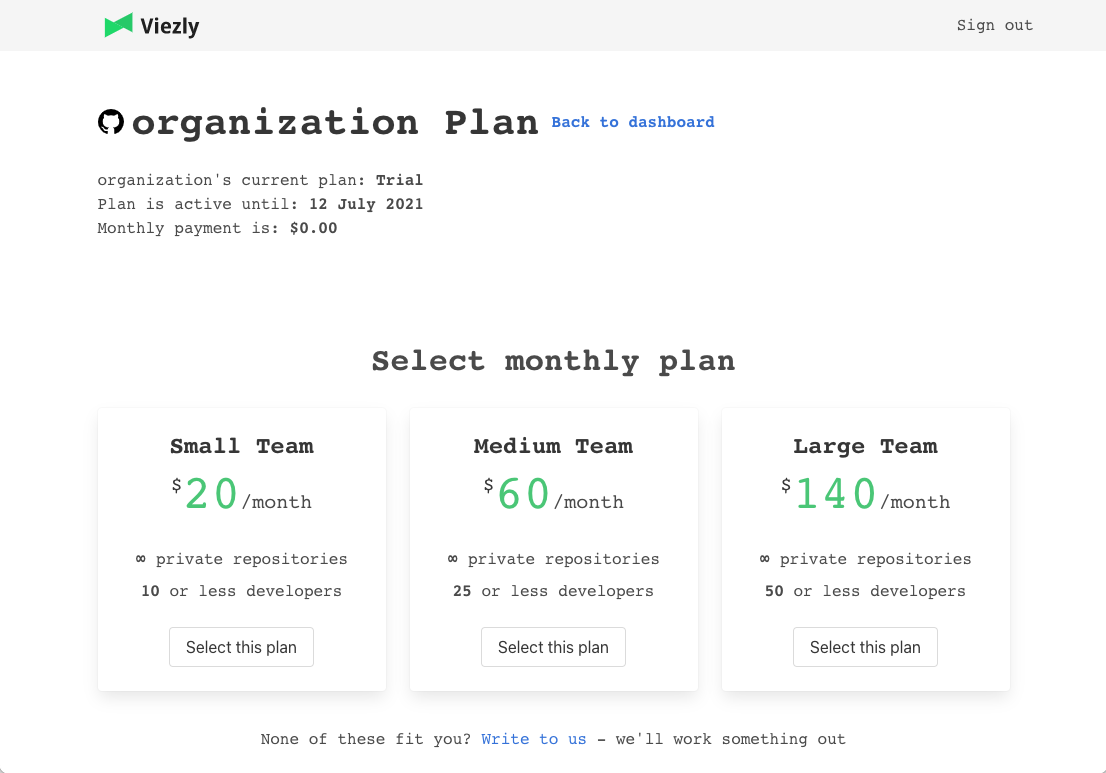 Viezly
Sign out
organization Plan Back to dashboard
organization's current plan: Trial
Plan is active until: 12 July 2021
Monthly payment is: $0.00
Select monthly plan
Small Team
$20/month
∞ private repositories
10 or less developers
Select this plan
Medium Team
$60/month
∞ private repositories
25 or less developers
Select this plan
Large Team
$140/month
∞ private repositories
50 or less developers
Select this plan
None of these fit you? Write to us – we'll work something out